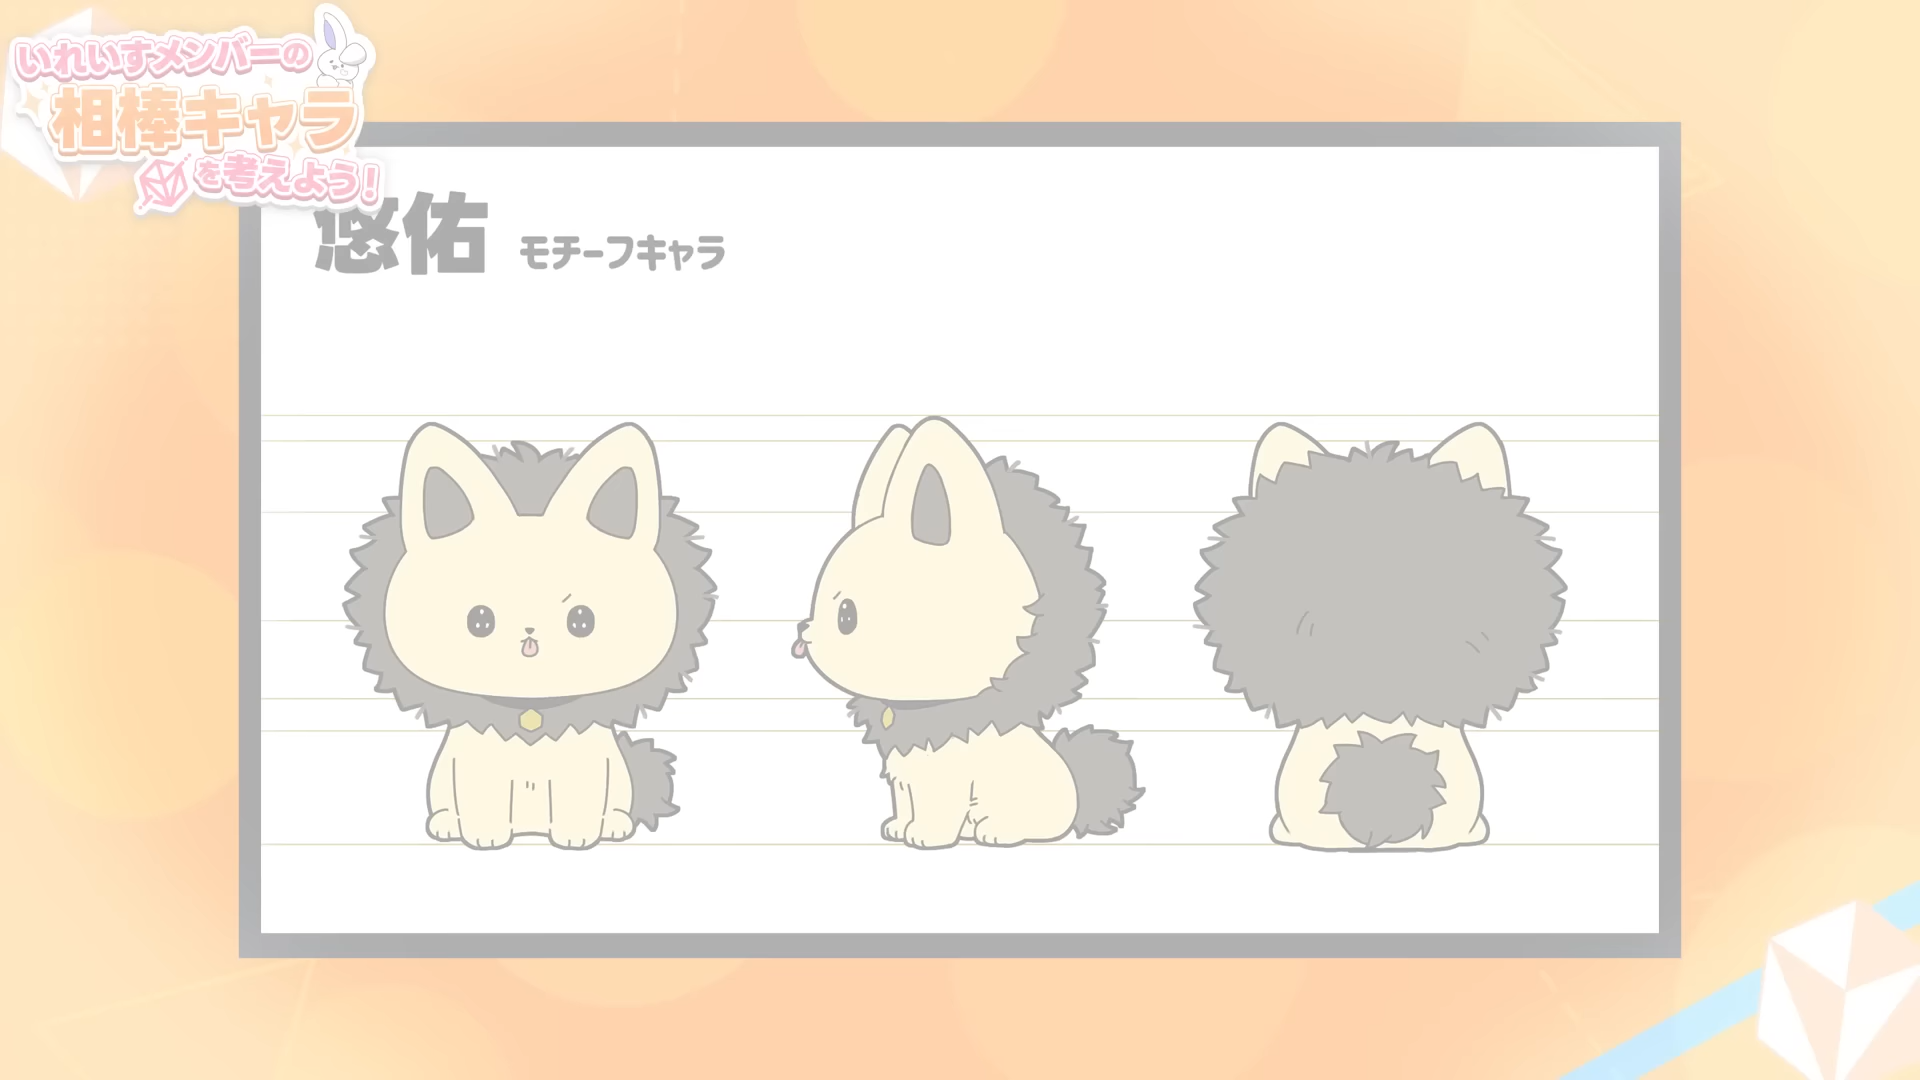 いれいすメンバーの
相棒キャラ
を考えよう!
悠佑 モチーフキャラ